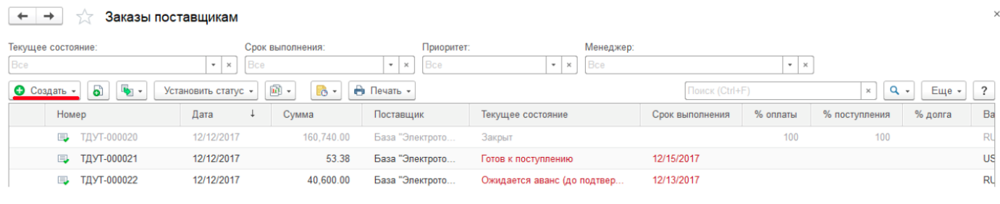 Заказы поставщикам
Текущее состояние: Срок выполнения: Приоритет: Менеджер:
Все Все Все Все
Создать Установить статус Печать Поиск (Ctrl+F) × Еще ?
Номер Дата ↓ Сумма Поставщик Текущее состояние Срок выполнения % оплаты % поступления % долга Ва
ТДУТ-000020 12/12/2017 160,740.00 База "Электрото... Закрыт 100 100 RU
ТДУТ-000021 12/12/2017 53.38 База "Электрото... Готов к поступлению 12/15/2017 US
ТДУТ-000022 12/12/2017 40,600.00 База "Электрото... Ожидается аванс (до подтвер... 12/13/2017 RU